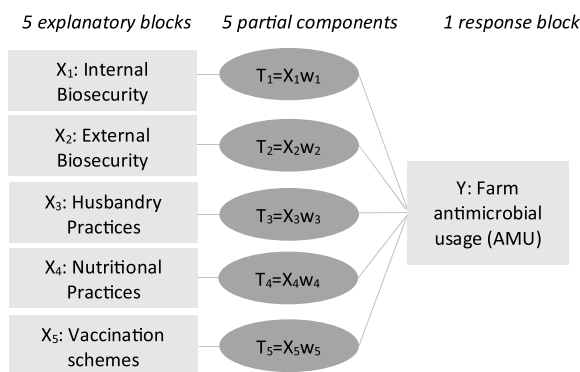 5 explanatory blocks
5 partial components
1 response block
X₁: Internal
Biosecurity
T₁=X₁w₁
X₂: External
Biosecurity
T₂=X₂w₂
X₃: Husbandry
Practices
T₃=X₃w₃
X₄: Nutritional
Practices
T₄=X₄w₄
X₅: Vaccination
schemes
T₅=X₅w₅
Y: Farm
antimicrobial
usage (AMU)